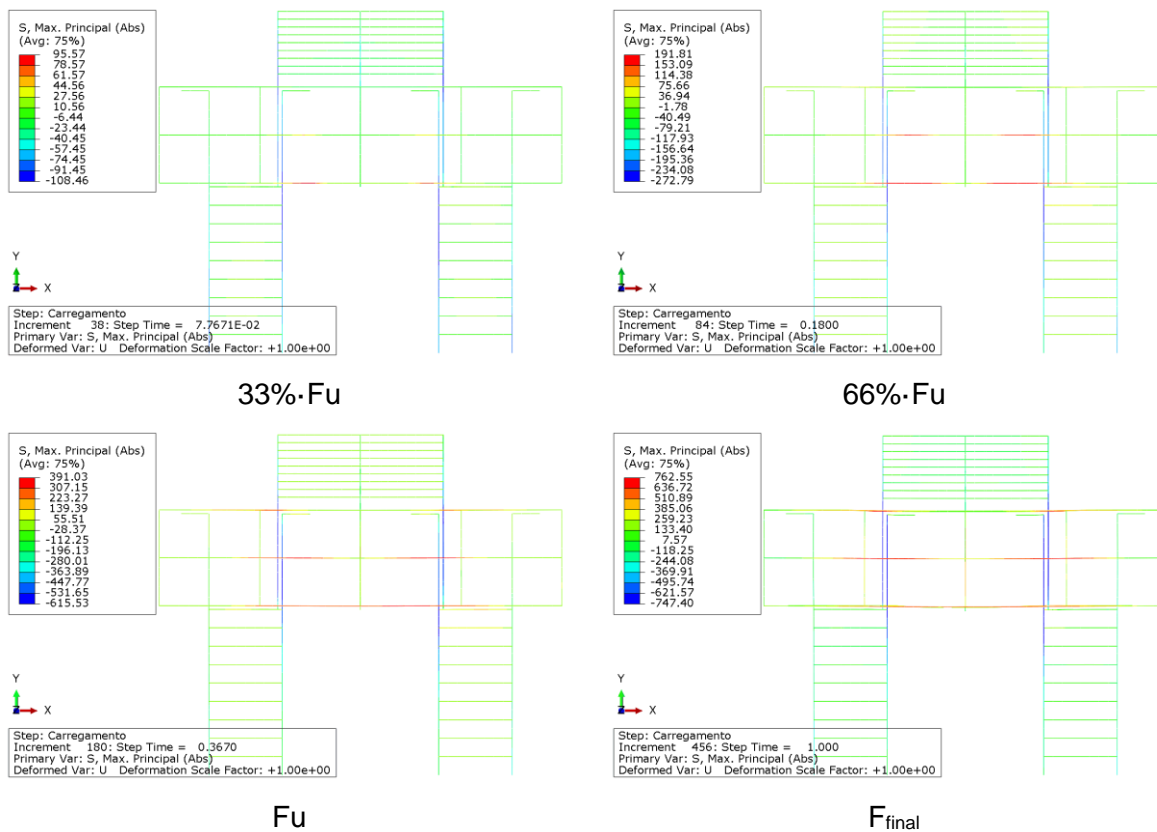 S, Max. Principal (Abs)
(Avg: 75%)
95.57
78.57
61.57
44.56
27.56
10.56
-6.44
-23.44
-40.45
-57.45
-74.45
-91.45
-108.46
Y
X
Z
Step: Carregamento
Increment 38: Step Time = 7.7671E-02
Primary Var: S, Max. Principal (Abs)
Deformed Var: U Deformation Scale Factor: +1.00e+00
33%·Fu
S, Max. Principal (Abs)
(Avg: 75%)
191.81
153.09
114.38
75.66
36.94
-1.78
-40.49
-79.21
-117.93
-156.64
-195.36
-234.08
-272.79
Y
X
Z
Step: Carregamento
Increment 84: Step Time = 0.1800
Primary Var: S, Max. Principal (Abs)
Deformed Var: U Deformation Scale Factor: +1.00e+00
66%·Fu
S, Max. Principal (Abs)
(Avg: 75%)
391.03
307.15
223.27
139.39
55.51
-28.37
-112.25
-196.13
-280.01
-363.89
-447.77
-531.65
-615.53
Y
X
Z
Step: Carregamento
Increment 180: Step Time = 0.3670
Primary Var: S, Max. Principal (Abs)
Deformed Var: U Deformation Scale Factor: +1.00e+00
Fu
S, Max. Principal (Abs)
(Avg: 75%)
762.55
636.72
510.89
385.06
259.23
133.40
7.57
-118.25
-244.08
-369.91
-495.74
-621.57
-747.40
Y
X
Z
Step: Carregamento
Increment 456: Step Time = 1.000
Primary Var: S, Max. Principal (Abs)
Deformed Var: U Deformation Scale Factor: +1.00e+00
Ffinal